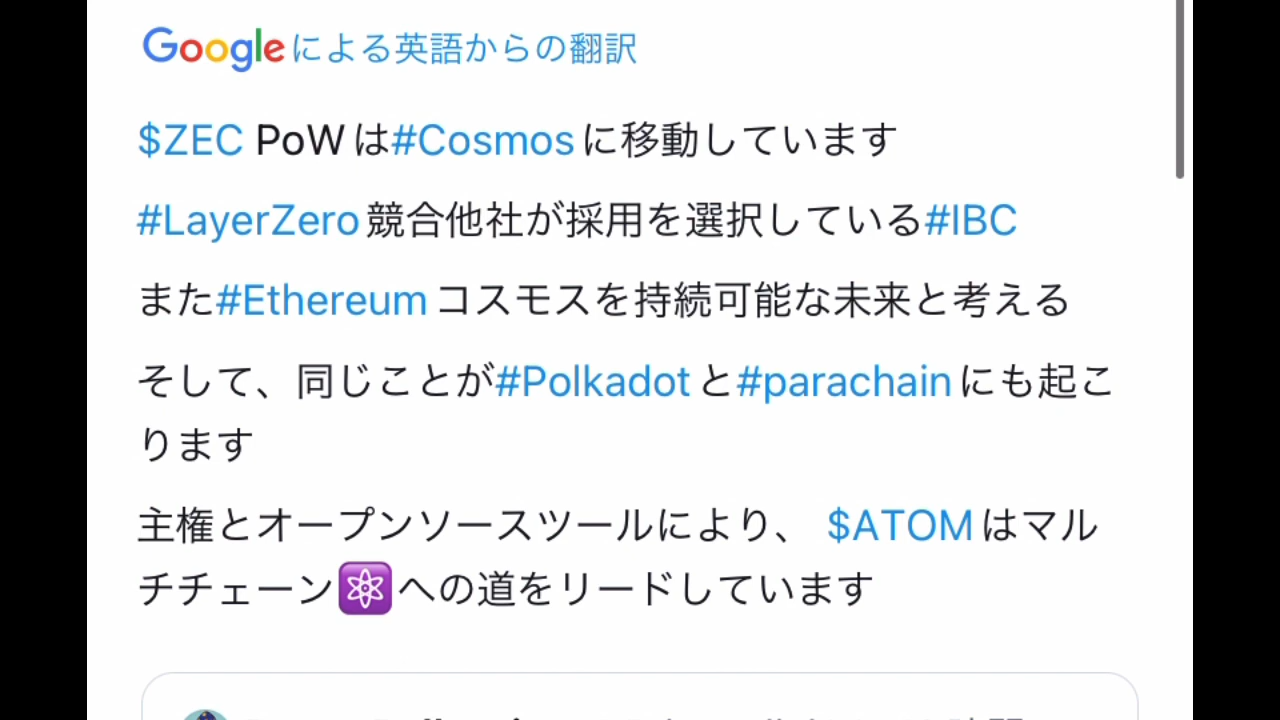 Googleによる英語からの翻訳
$ZEC PoWは#Cosmosに移動しています
#LayerZero競合他社が採用を選択している#IBC
また#Ethereumコスモスを持続可能な未来と考える
そして、同じことが#Polkadotと#parachainにも起こ
ります
主権とオープンソースツールにより、 $ATOMはマル
チチェーン⚛️への道をリードしています